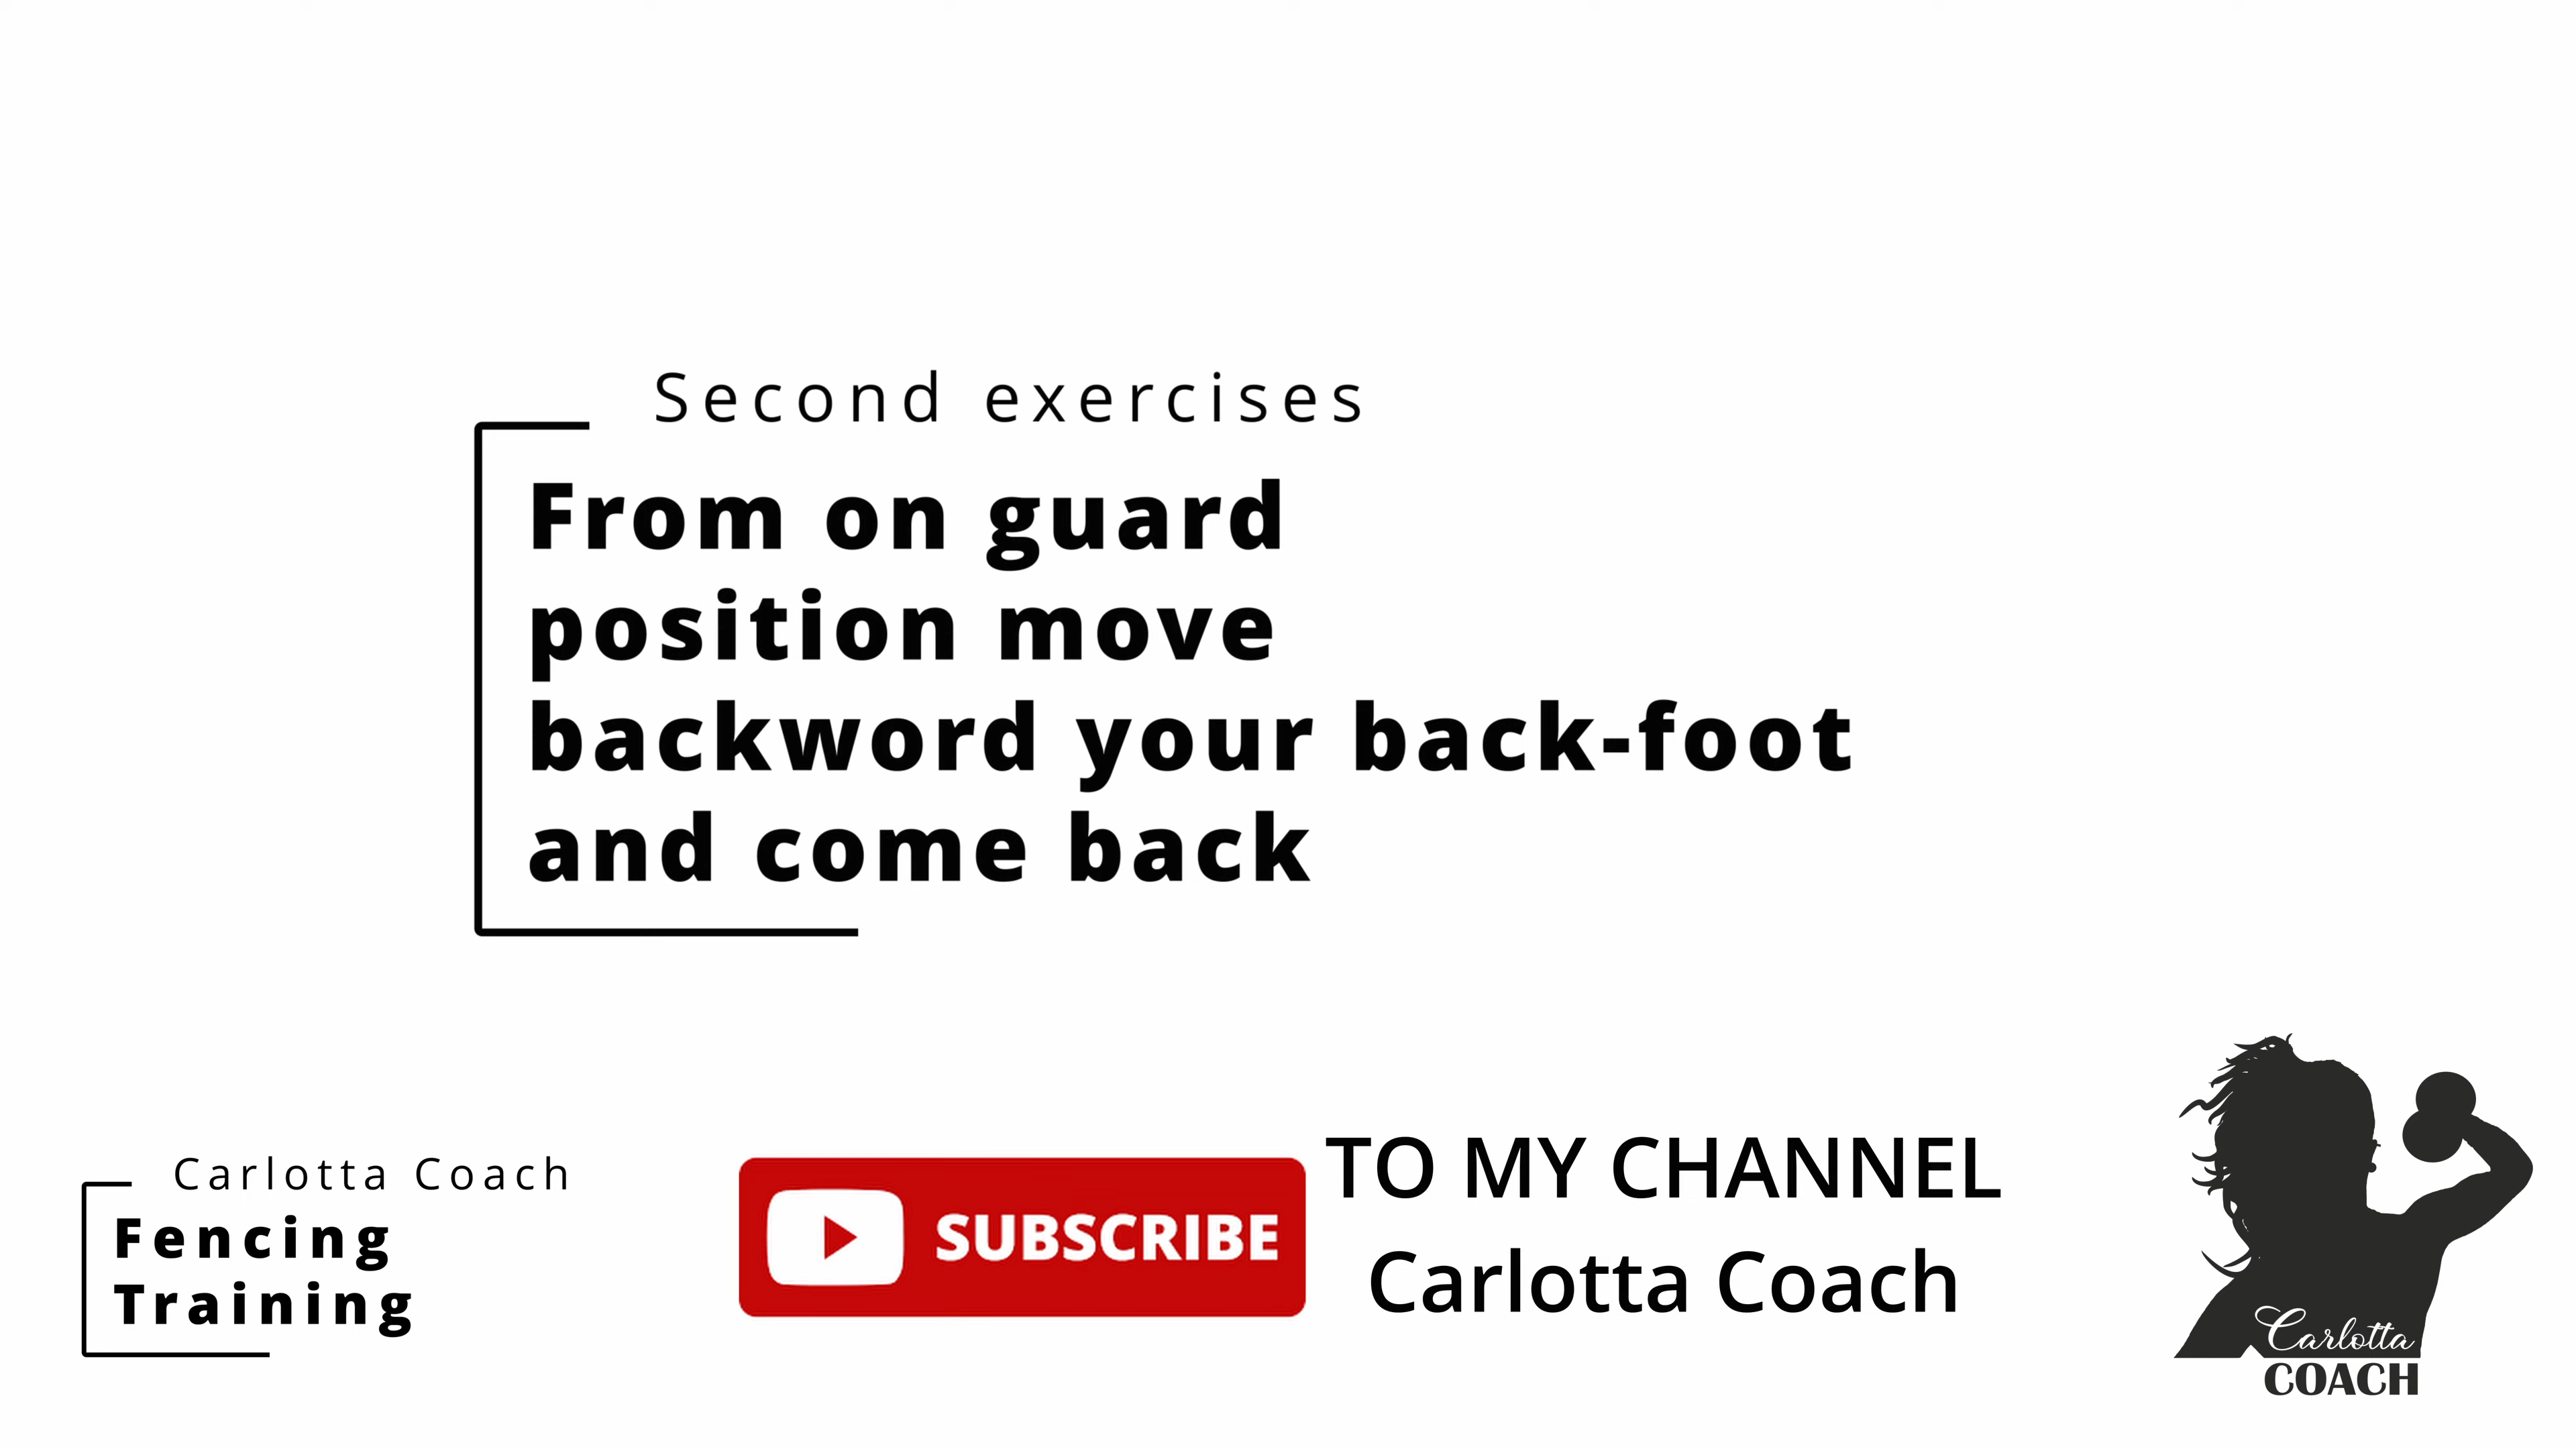 Second exercises
From on guard
position move
backword your back-foot
and come back
Carlotta Coach
Fencing
Training
SUBSCRIBE
TO MY CHANNEL
Carlotta Coach
Carlotta
COACH